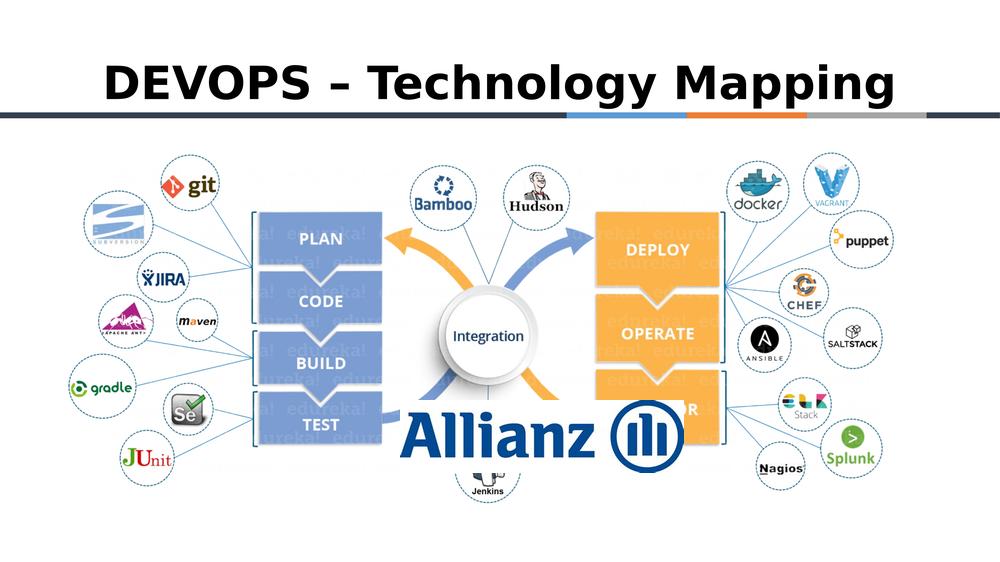 DEVOPS – Technology Mapping
git
SUBVERSION
JIRA
APACHE ANT
maven
gradle
Se
JUnit
PLAN
CODE
BUILD
TEST
Bamboo
Hudson
Integration
Allianz
Jenkins
DEPLOY
OPERATE
OR
docker
VAGRANT
puppet
CHEF
ANSIBLE
SALTSTACK
elk
Stack
Splunk
Nagios
edureka!